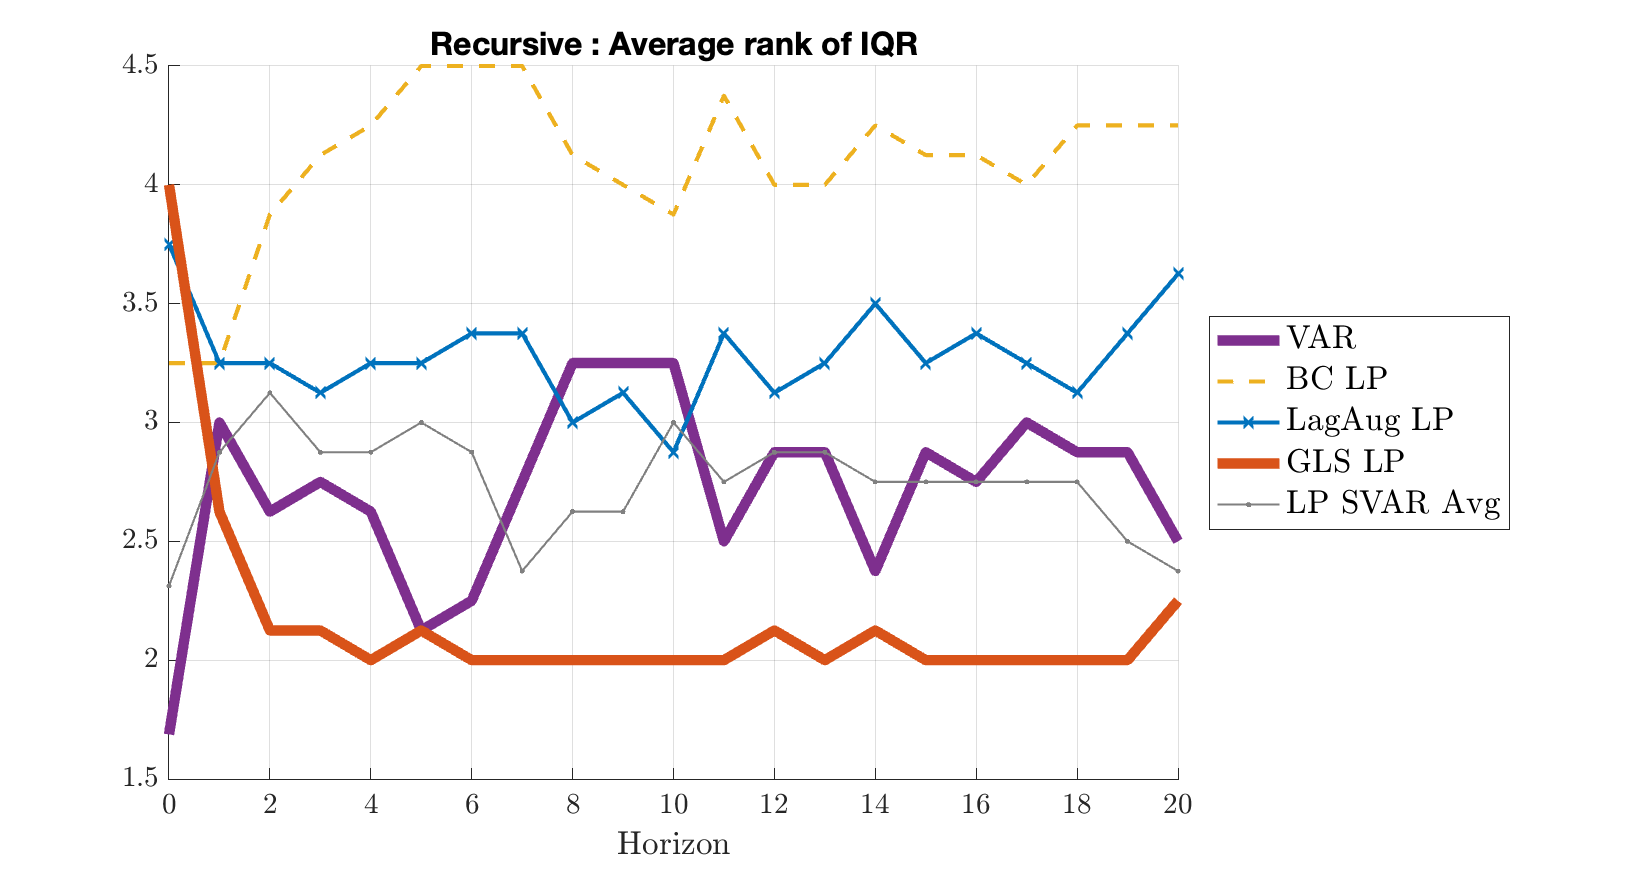 Recursive : Average rank of IQR
4.5
4
3.5
3
2.5
2
1.5
0 2 4 6 8 10 12 14 16 18 20
Horizon
VAR
BC LP
LagAug LP
GLS LP
LP SVAR Avg